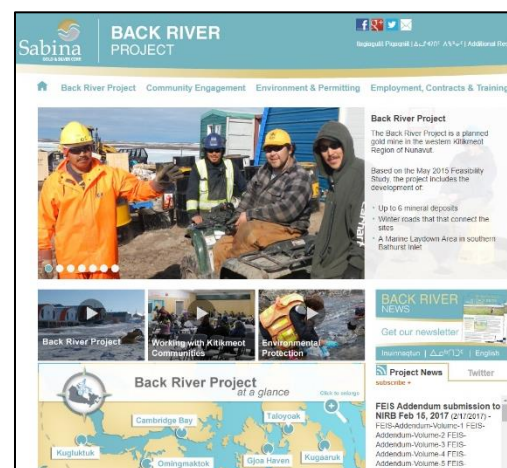 Sabina
GOLD & SILVER CORP
BACK RIVER
PROJECT
Back River Project Community Engagement Environment & Permitting Employment, Contracts & Training
Back River Project
The Back River Project is a planned
gold mine in the western Kitikmeot
Region of Nunavut.
Based on the May 2015 Feasibility
Study, the project includes the
development of:
· Up to 6 mineral deposits
· Winter roads that that connect the
sites
· A Marine Laydown Area in southern
Bathurst Inlet
Back River Project
Working with Kitikmeot
Communities
Environmental
Protection
BACK RIVER
NEWS
Get our newsletter
Inuinnaqtun | | English
Project News Twitter
subscribe +
FEIS Addendum submission to
NIRB Feb 15, 2017 (2/17/2017) -
FEIS-Addendum-Volume-1 FEIS-
Addendum-Volume-2 FEIS-
Addendum-Volume-3 FEIS-
Addendum-Volume-4 FEIS-
Addendum-Volume-5 FEIS-
Back River Project
at a glance
Click to enlarge
Cambridge Bay
Taloyoak
Kugluktuk
Omingmaktok
Gjoa Haven
Kugaaruk